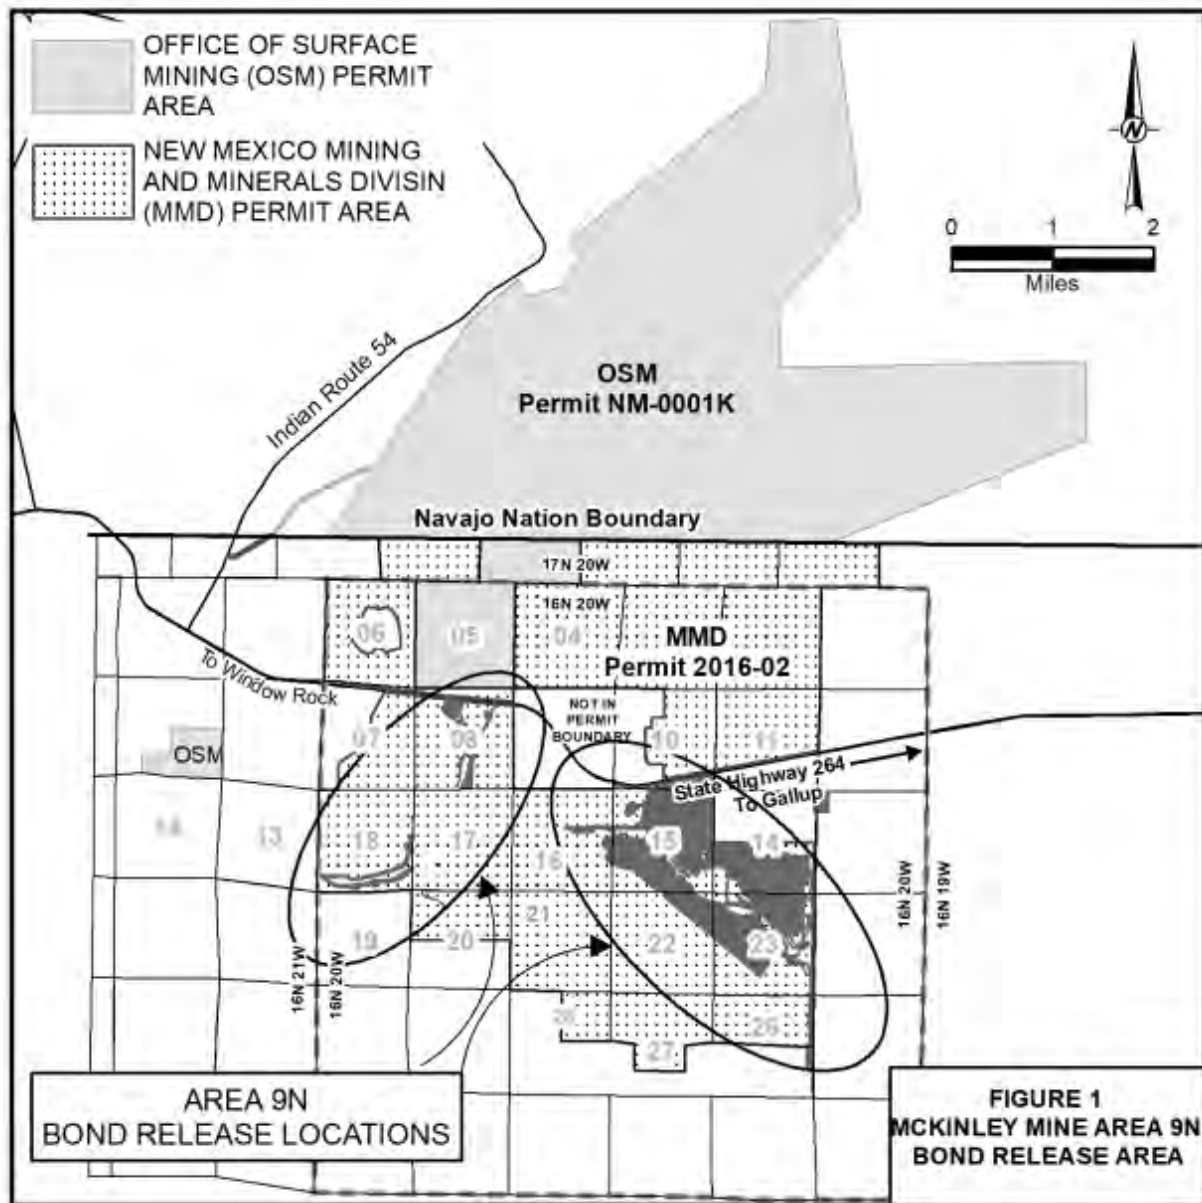 OFFICE OF SURFACE
MINING (OSM) PERMIT
AREA
NEW MEXICO MINING
AND MINERALS DIVISIN
(MMD) PERMIT AREA
N
0 1 2
Miles
Indian Route 54
OSM
Permit NM-0001K
Navajo Nation Boundary
17N 20W
16N 20W
06
05
04
MMD
Permit 2016-02
To Window Rock
NOT IN
PERMIT
BOUNDARY
07
08
10
11
OSM
State Highway 264
To Gallup
14
13
18
17
16
15
14
16N 20W
16N 19W
19
20
21
22
23
16N 21W
16N 20W
28
27
26
AREA 9N
BOND RELEASE LOCATIONS
FIGURE 1
MCKINLEY MINE AREA 9N
BOND RELEASE AREA